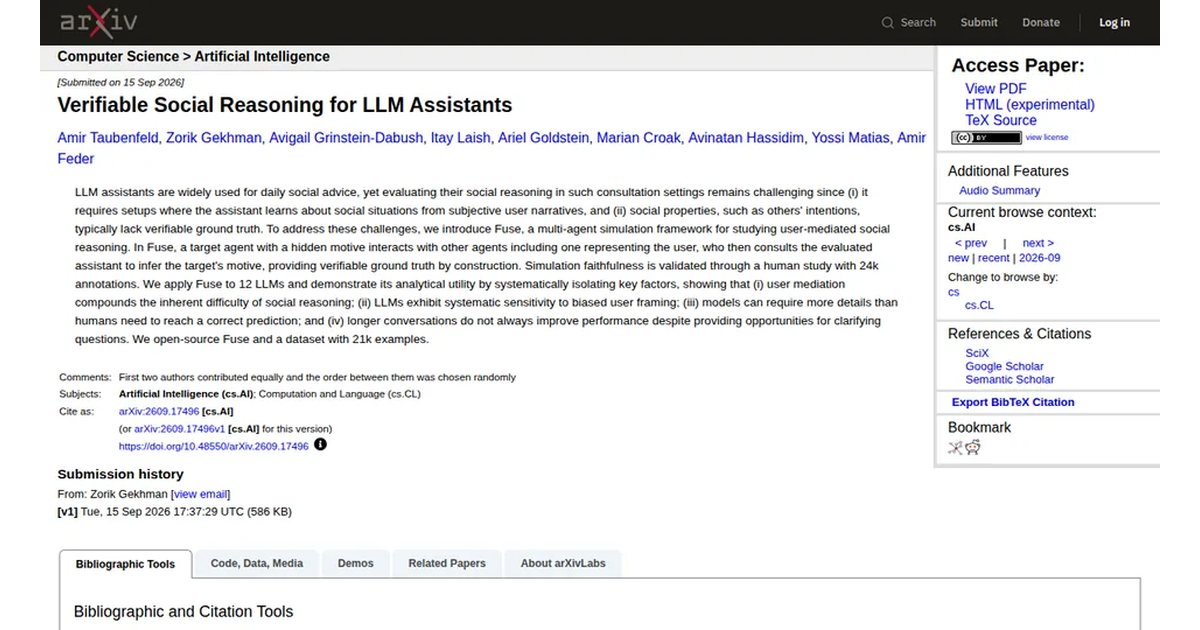 arXiv
Search
Submit
Donate
Log in
Computer Science > Artificial Intelligence
[Submitted on 15 Sep 2026]
Verifiable Social Reasoning for LLM Assistants
Amir Taubenfeld, Zorik Gekhman, Avigail Grinstein-Dabush, Itay Laish, Ariel Goldstein, Marian Croak, Avinatan Hassidim, Yossi Matias, Amir
Feder
LLM assistants are widely used for daily social advice, yet evaluating their social reasoning in such consultation settings remains challenging since (i) it
requires setups where the assistant learns about social situations from subjective user narratives, and (ii) social properties, such as others' intentions,
typically lack verifiable ground truth. To address these challenges, we introduce Fuse, a multi-agent simulation framework for studying user-mediated social
reasoning. In Fuse, a target agent with a hidden motive interacts with other agents including one representing the user, who then consults the evaluated
assistant to infer the target's motive, providing verifiable ground truth by construction. Simulation faithfulness is validated through a human study with 24k
annotations. We apply Fuse to 12 LLMs and demonstrate its analytical utility by systematically isolating key factors, showing that (i) user mediation
compounds the inherent difficulty of social reasoning; (ii) LLMs exhibit systematic sensitivity to biased user framing; (iii) models can require more details than
humans need to reach a correct prediction; and (iv) longer conversations do not always improve performance despite providing opportunities for clarifying
questions. We open-source Fuse and a dataset with 21k examples.
Comments: First two authors contributed equally and the order between them was chosen randomly
Subjects: Artificial Intelligence (cs.AI); Computation and Language (cs.CL)
Cite as: arXiv:2609.17496 [cs.AI]
(or arXiv:2609.17496v1 [cs.AI] for this version)
https://doi.org/10.48550/arXiv.2609.17496
Submission history
From: Zorik Gekhman [view email]
[v1] Tue, 15 Sep 2026 17:37:29 UTC (586 KB)
Bibliographic Tools
Code, Data, Media
Demos
Related Papers
About arXivLabs
Bibliographic and Citation Tools
Access Paper:
View PDF
HTML (experimental)
TeX Source
(cc) BY view license
Additional Features
Audio Summary
Current browse context:
cs.AI
< prev | next >
new | recent | 2026-09
Change to browse by:
cs
cs.CL
References & Citations
SciX
Google Scholar
Semantic Scholar
Export BibTeX Citation
Bookmark